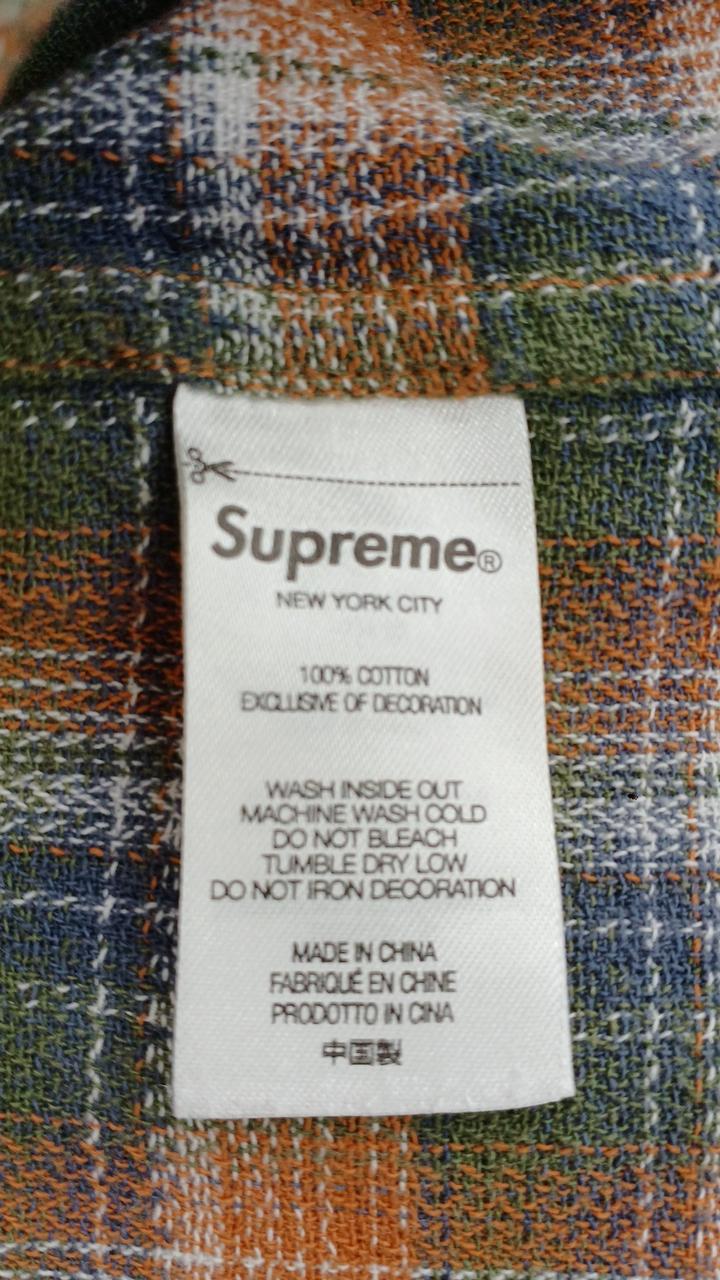 Supreme®
NEW YORK CITY
100% COTTON
EXCLUSIVE OF DECORATION
WASH INSIDE OUT
MACHINE WASH COLD
DO NOT BLEACH
TUMBLE DRY LOW
DO NOT IRON DECORATION
MADE IN CHINA
FABRIQUÉ EN CHINE
PRODOTTO IN CINA
中国製